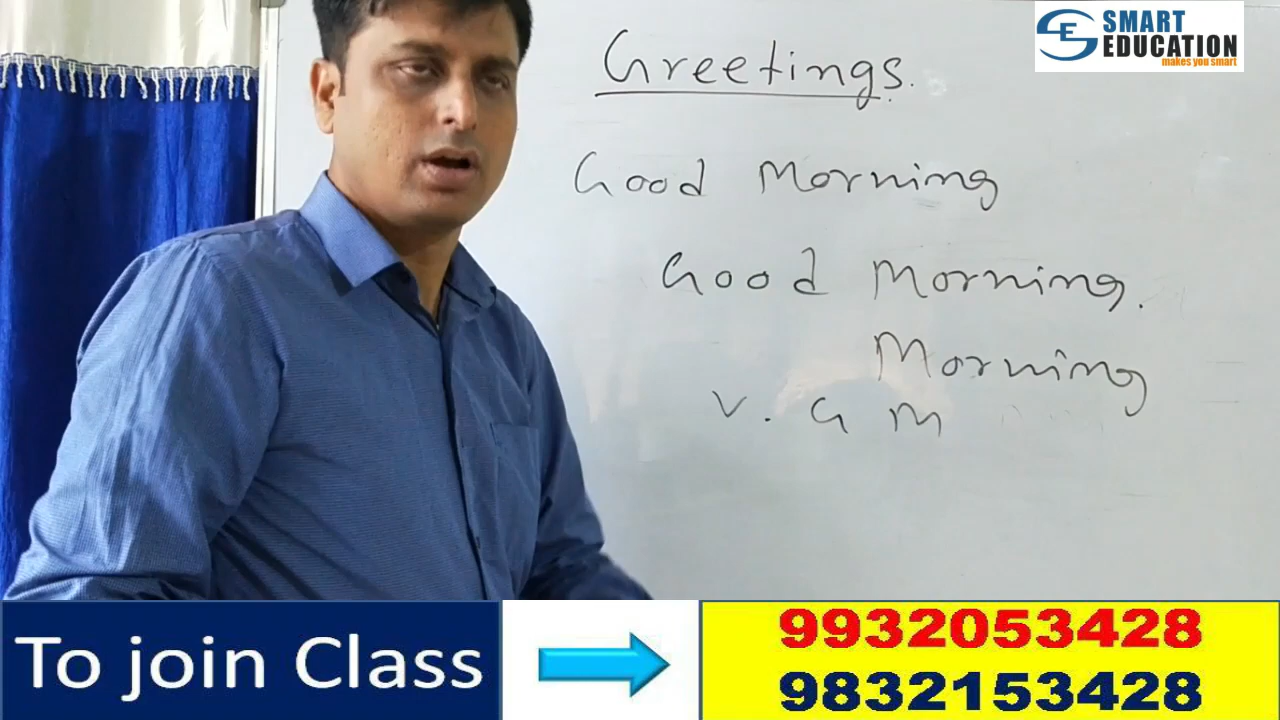 SMART
EDUCATION
makes you smart
Greetings.
Good Morning
Good Morning.
Morning
V. G M
To join Class
9932053428
9832153428